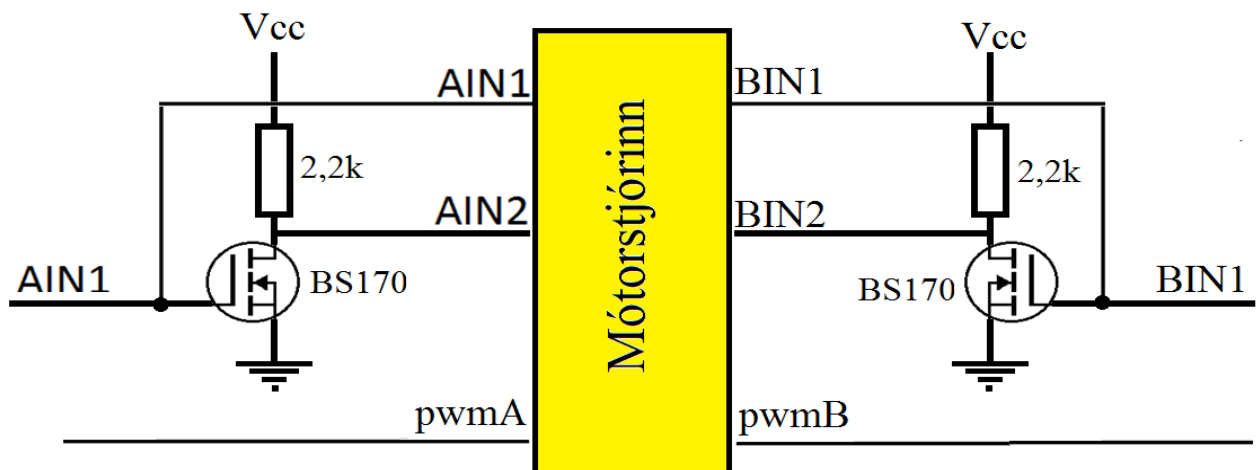 Vcc
Vcc
AIN1
BIN1
2,2k
2,2k
Mótorstjórinn
AIN2
BIN2
AIN1
BS170
BS170
BIN1
pwmA
pwmB